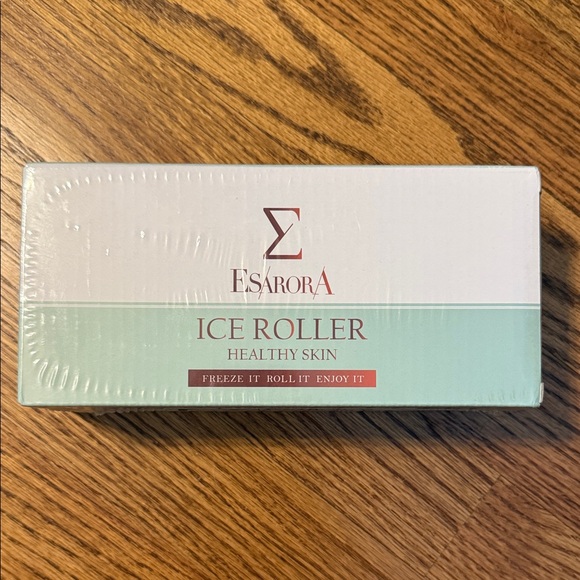 Σ
ESARORA
ICE ROLLER
HEALTHY SKIN
FREEZE IT ROLL IT ENJOY IT